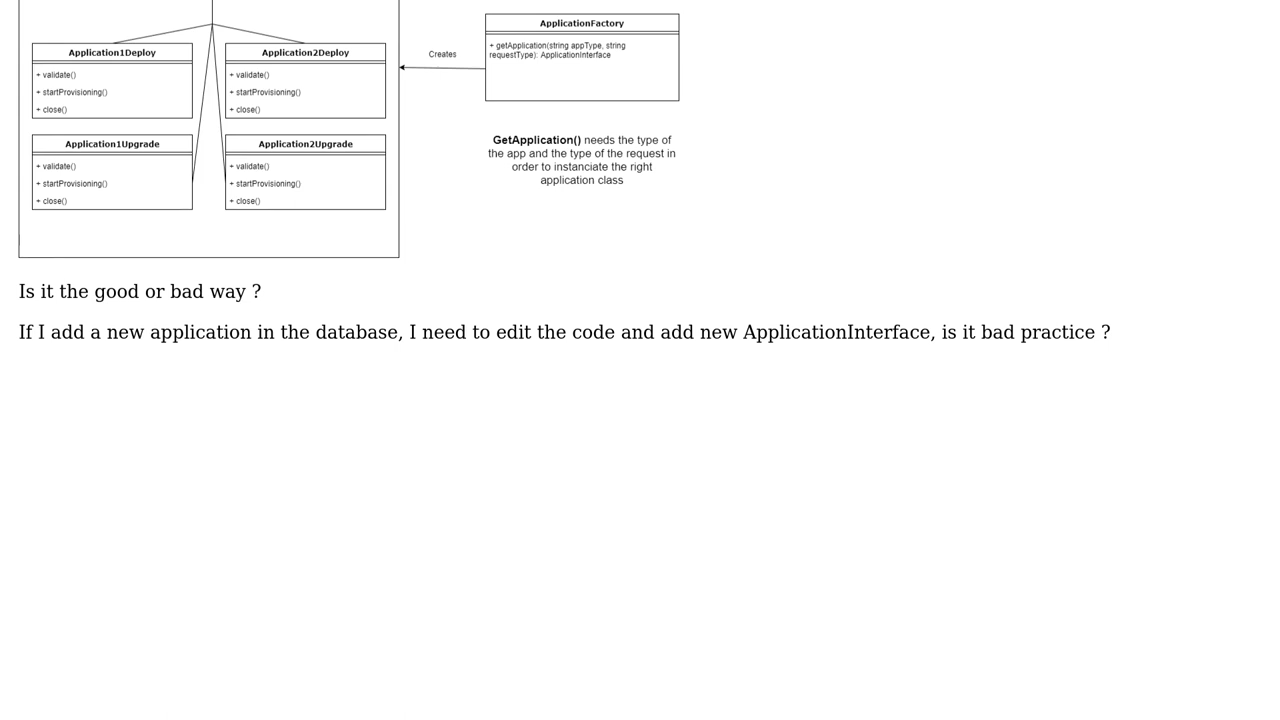 ApplicationFactory
+ getApplication(string appType, string
requestType): ApplicationInterface
Creates
Application1Deploy
+ validate()
+ startProvisioning()
+ close()
Application2Deploy
+ validate()
+ startProvisioning()
+ close()
Application1Upgrade
+ validate()
+ startProvisioning()
+ close()
Application2Upgrade
+ validate()
+ startProvisioning()
+ close()
GetApplication() needs the type of
the app and the type of the request in
order to instanciate the right
application class
Is it the good or bad way ?
If I add a new application in the database, I need to edit the code and add new ApplicationInterface, is it bad practice ?